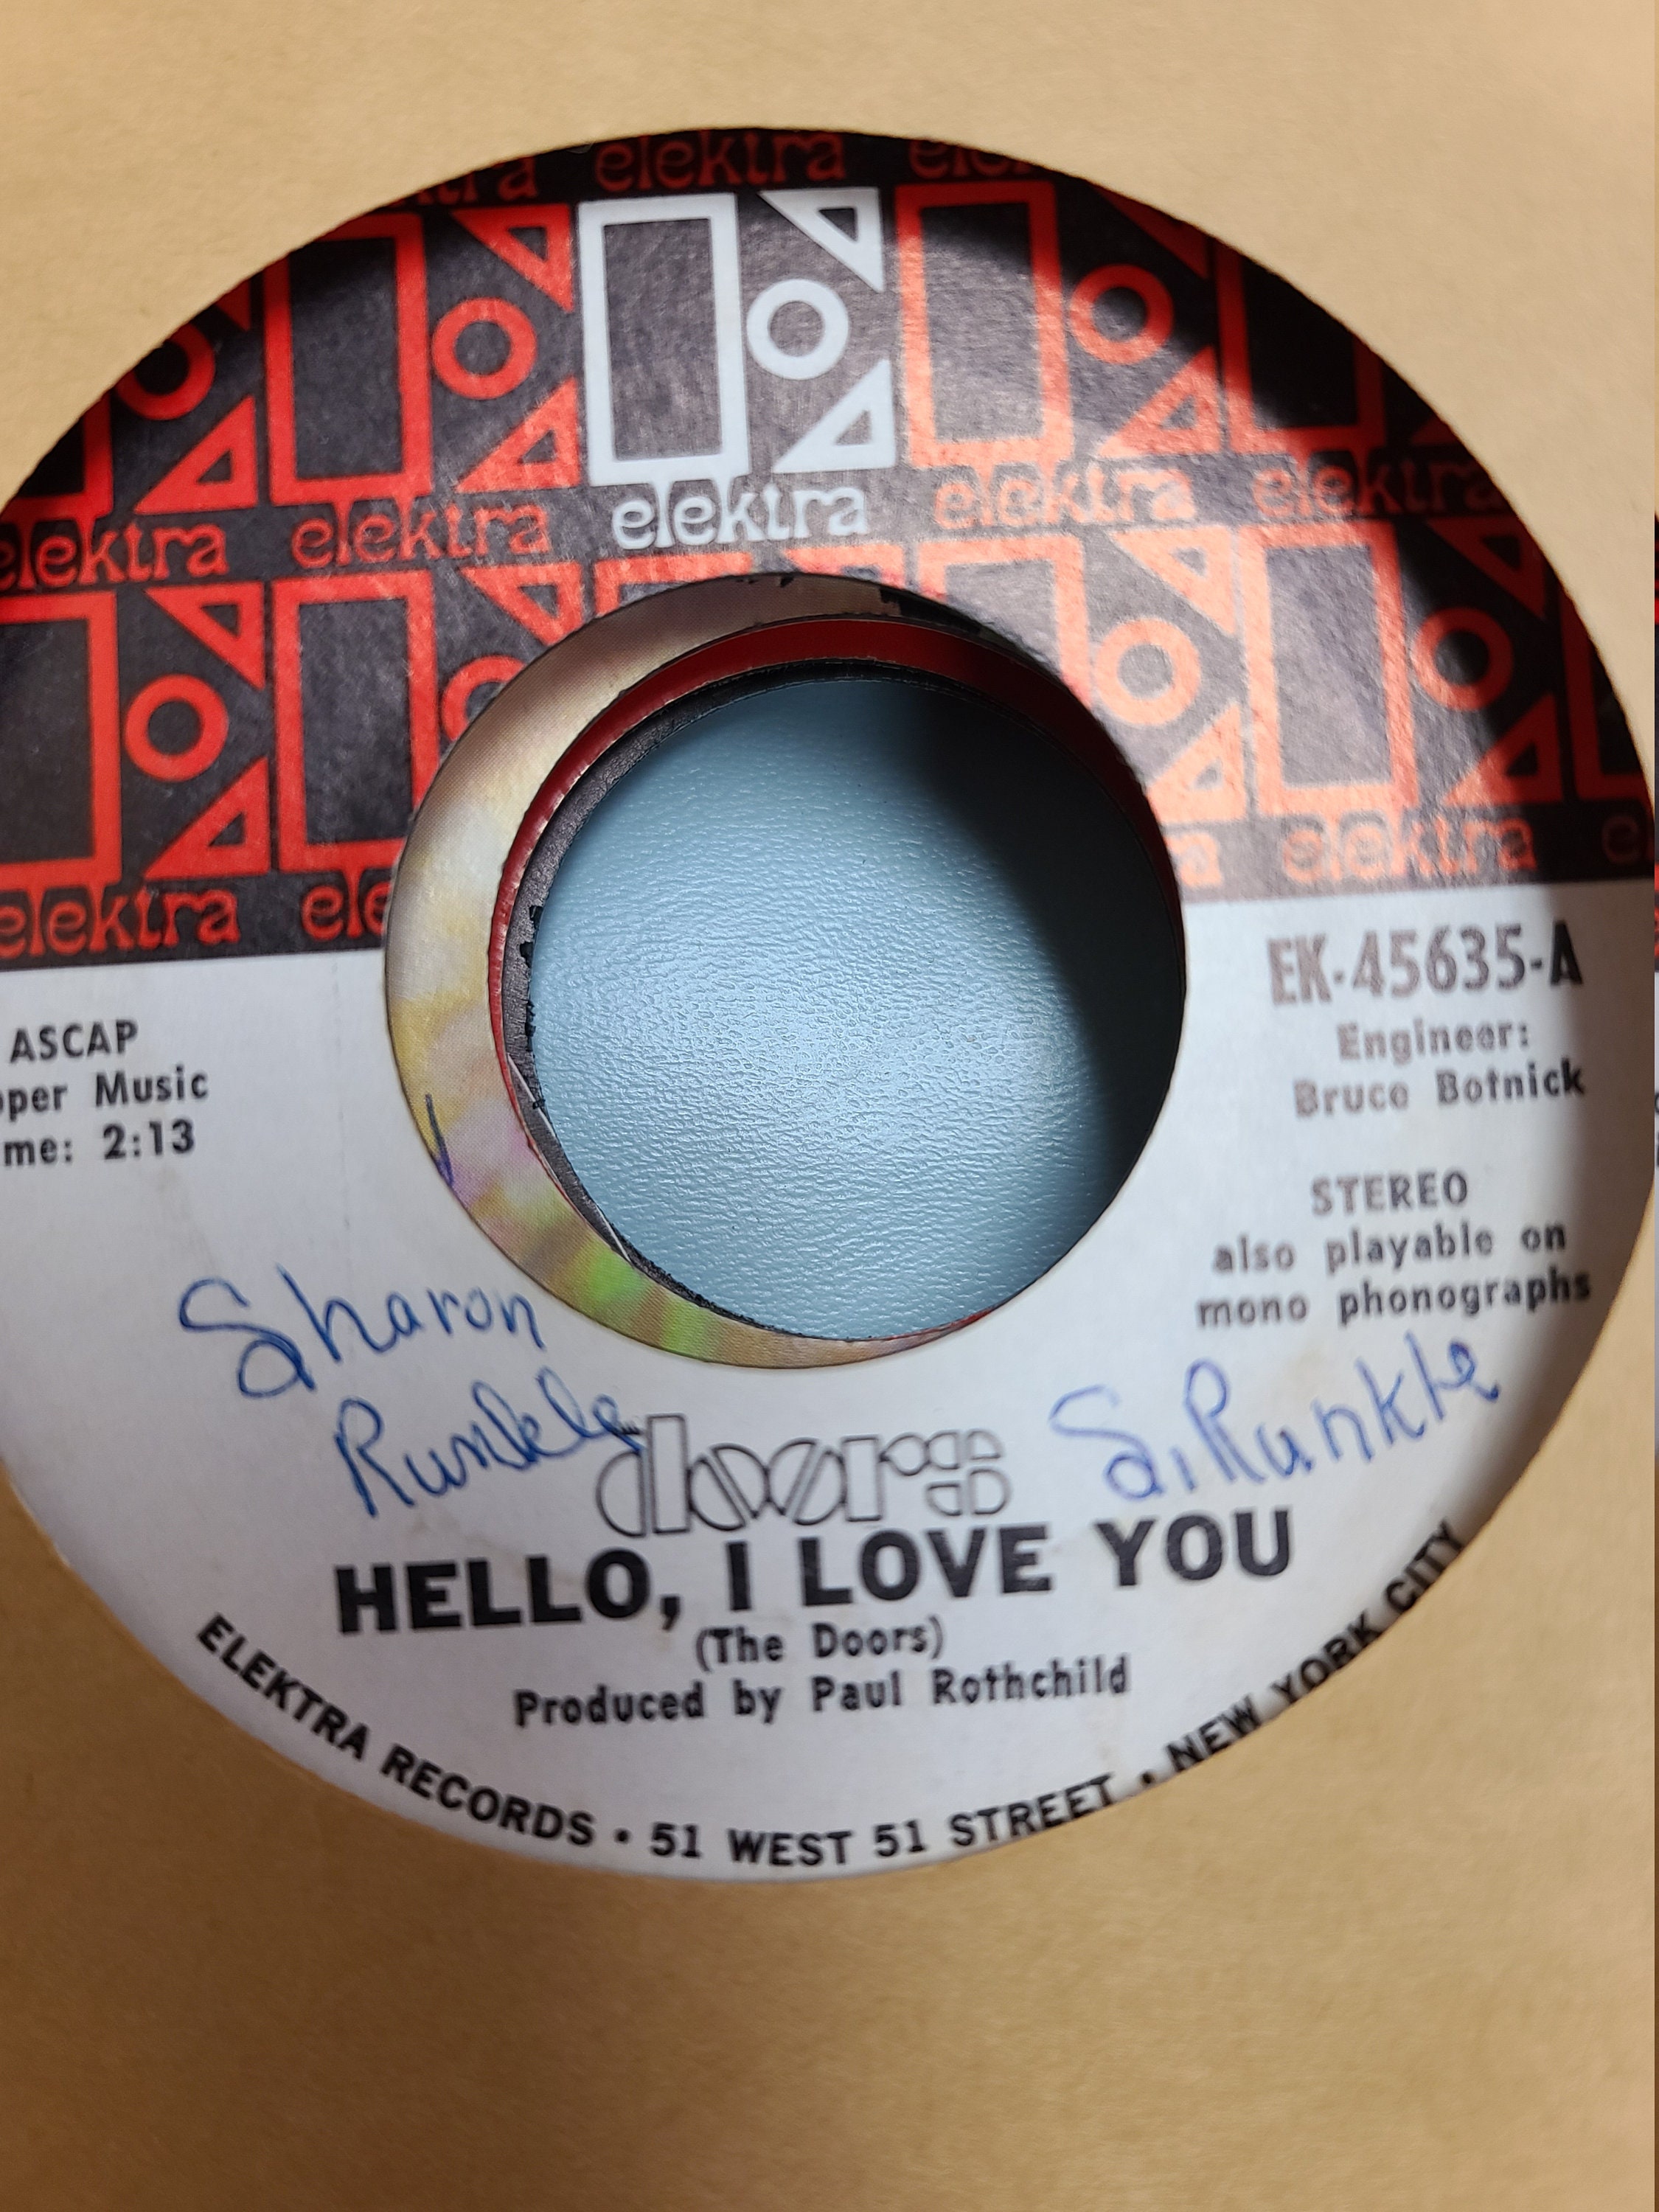 elektra elektra
elektra elektra elektra elektra elektra
elektra
elektra
EK-45635-A
Engineer:
Bruce Botnick
ASCAP
Music
2:13
STEREO
also playable on
mono phonographs
Sharon
Runkle
S. Runkle
doors
HELLO, I LOVE YOU
(The Doors)
Produced by Paul Rothchild
ELEKTRA RECORDS • 51 WEST 51 STREET • NEW YORK CITY